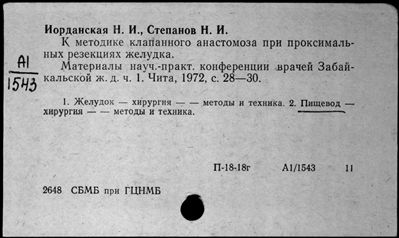 Иорданская Н. И., Степанов Н. И.
К методике клапанного анастомоза при проксималь-
ных резекциях желудка.
Материалы науч.-практ. конференции врачей Забай-
кальской ж. д. ч. 1. Чита, 1972, с. 28—30.
А1
1543
1. Желудок — хирургия — — методы и техника. 2. Пищевод —
хирургия — — методы и техника.
П-18-18г А1/1543 11
2648 СБМБ при ГЦНМБ